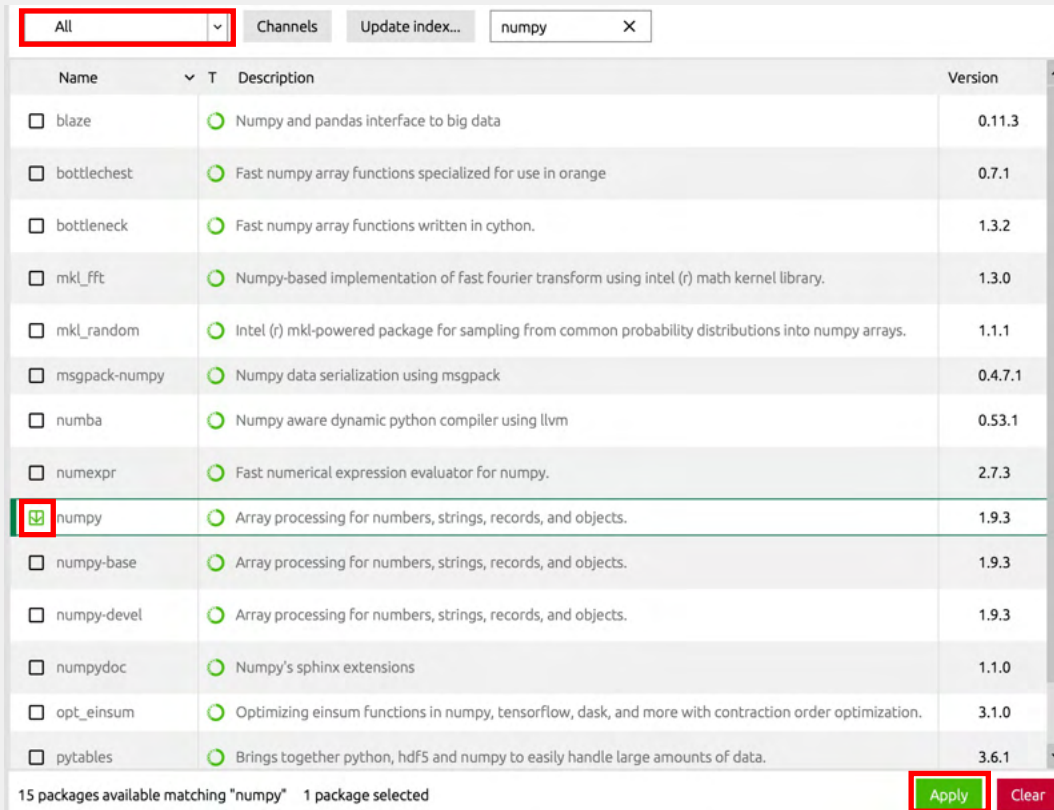 All Channels Update index... numpy
Name T Description Version
blaze Numpy and pandas interface to big data 0.11.3
bottlechest Fast numpy array functions specialized for use in orange 0.7.1
bottleneck Fast numpy array functions written in cython. 1.3.2
mkl_fft Numpy-based implementation of fast fourier transform using intel (r) math kernel library. 1.3.0
mkl_random Intel (r) mkl-powered package for sampling from common probability distributions into numpy arrays. 1.1.1
msgpack-numpy Numpy data serialization using msgpack 0.4.7.1
numba Numpy aware dynamic python compiler using llvm 0.53.1
numexpr Fast numerical expression evaluator for numpy. 2.7.3
numpy Array processing for numbers, strings, records, and objects. 1.9.3
numpy-base Array processing for numbers, strings, records, and objects. 1.9.3
numpy-devel Array processing for numbers, strings, records, and objects. 1.9.3
numpydoc Numpy's sphinx extensions 1.1.0
opt_einsum Optimizing einsum functions in numpy, tensorflow, dask, and more with contraction order optimization. 3.1.0
pytables Brings together python, hdf5 and numpy to easily handle large amounts of data. 3.6.1
15 packages available matching "numpy" 1 package selected Apply Clear